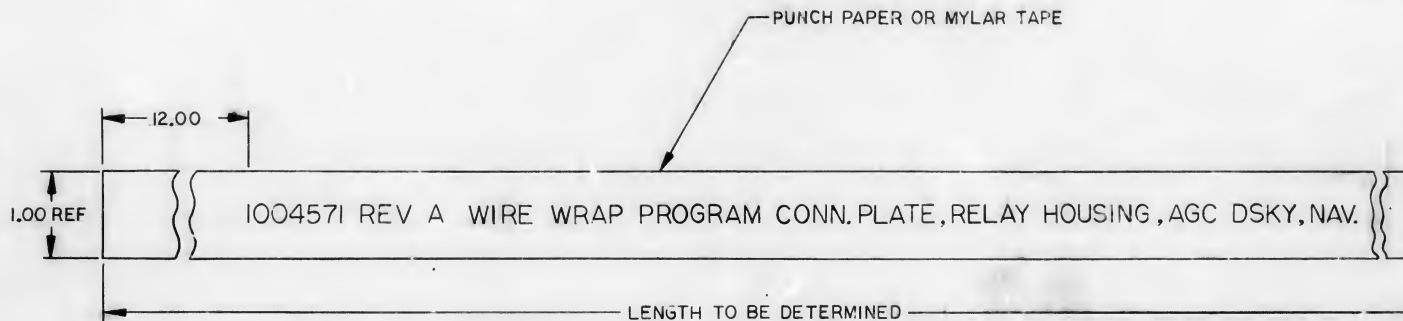 PUNCH PAPER OR MYLAR TAPE
12.00
1.00 REF
1004571 REV A WIRE WRAP PROGRAM CONN. PLATE, RELAY HOUSING, AGC DSKY, NAV.
LENGTH TO BE DETERMINED